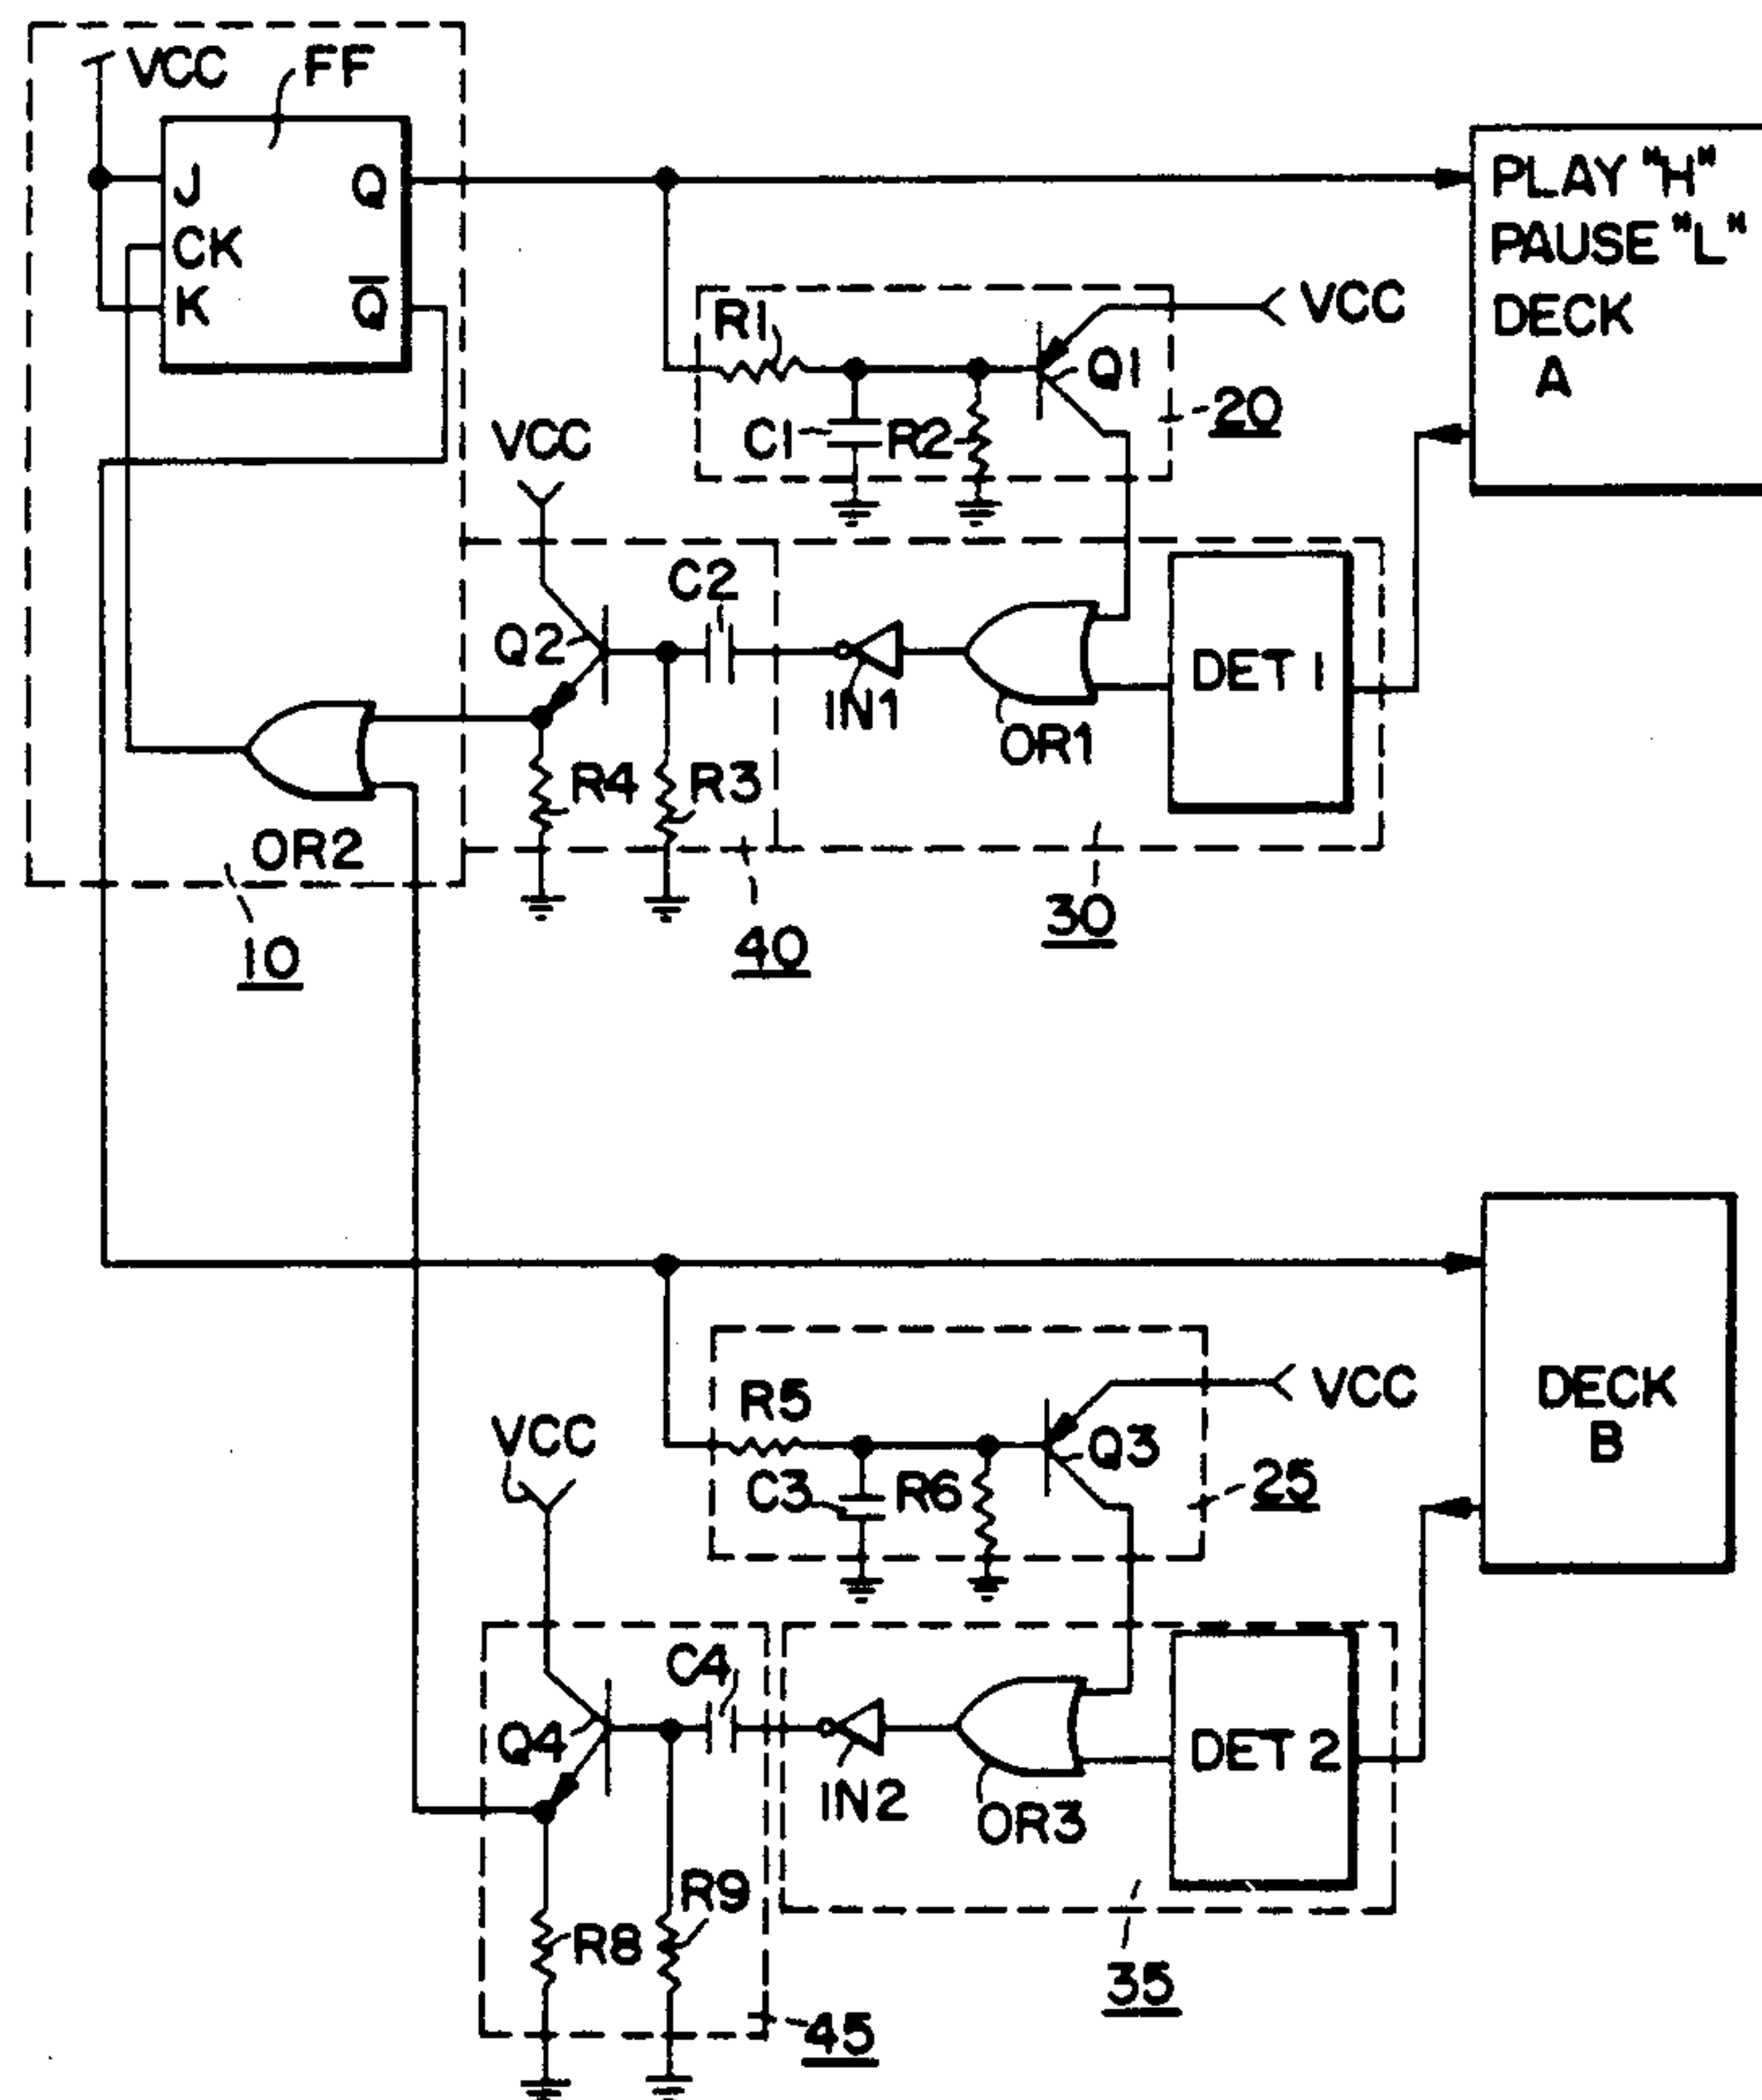 VCC
FF
J
Q
CK
K
Q̅
PLAY "H"
PAUSE "L"
DECK
A
R1
VCC
Q1
20
C1
R2
VCC
C2
Q2
IN1
OR1
DET 1
R4
R3
OR2
10
40
30
DECK
B
R5
VCC
Q3
C3
R6
25
VCC
C4
Q4
IN2
OR3
DET 2
R9
R8
35
45